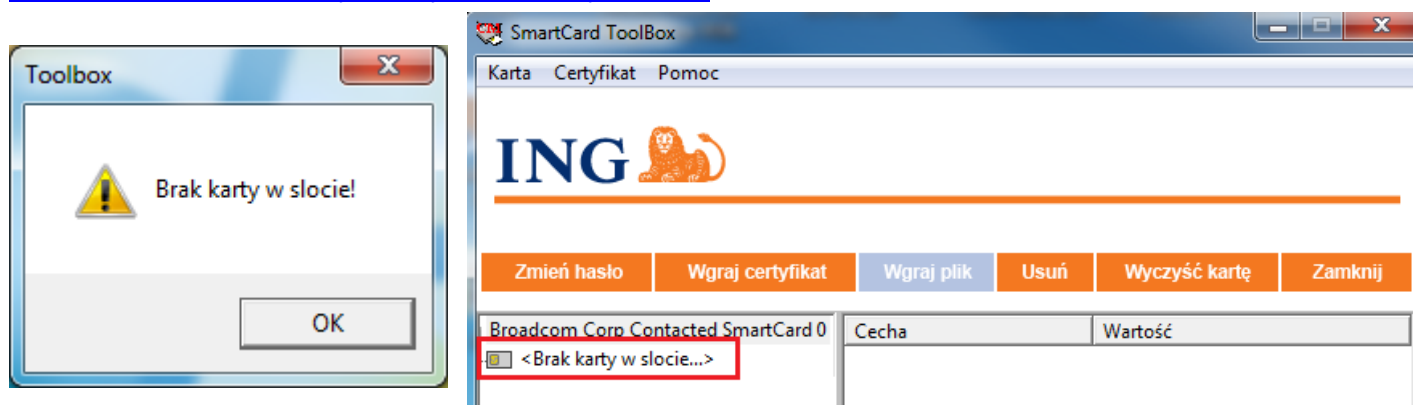 Toolbox
Brak karty w slocie!
OK
SmartCard ToolBox
Karta Certyfikat Pomoc
ING
Zmień hasło Wgraj certyfikat Wgraj plik Usuń Wyczyść kartę Zamknij
Broadcom Corp Contacted SmartCard 0 Cecha Wartość
<Brak karty w slocie...>